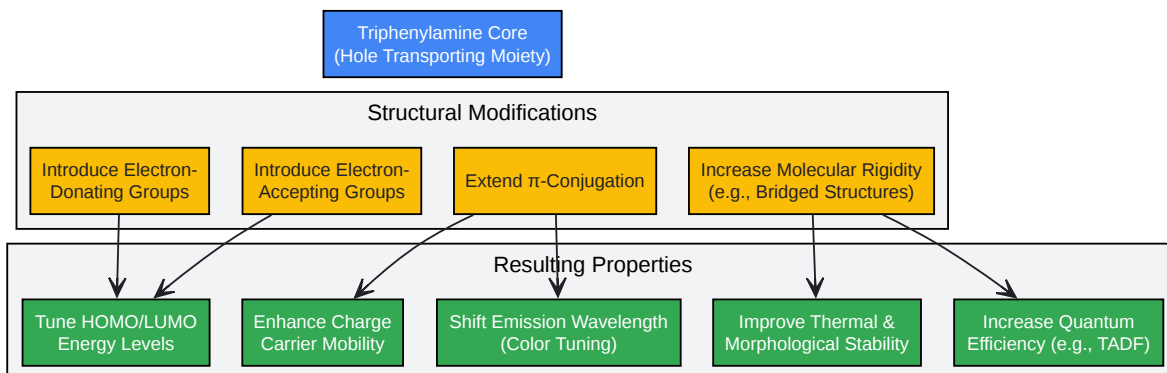 Triphenylamine Core
(Hole Transporting Moiety)
Structural Modifications
Introduce Electron-
Donating Groups
Introduce Electron-
Accepting Groups
Extend π-Conjugation
Increase Molecular Rigidity
(e.g., Bridged Structures)
Resulting Properties
Tune HOMO/LUMO
Energy Levels
Enhance Charge
Carrier Mobility
Shift Emission Wavelength
(Color Tuning)
Improve Thermal &
Morphological Stability
Increase Quantum
Efficiency (e.g., TADF)